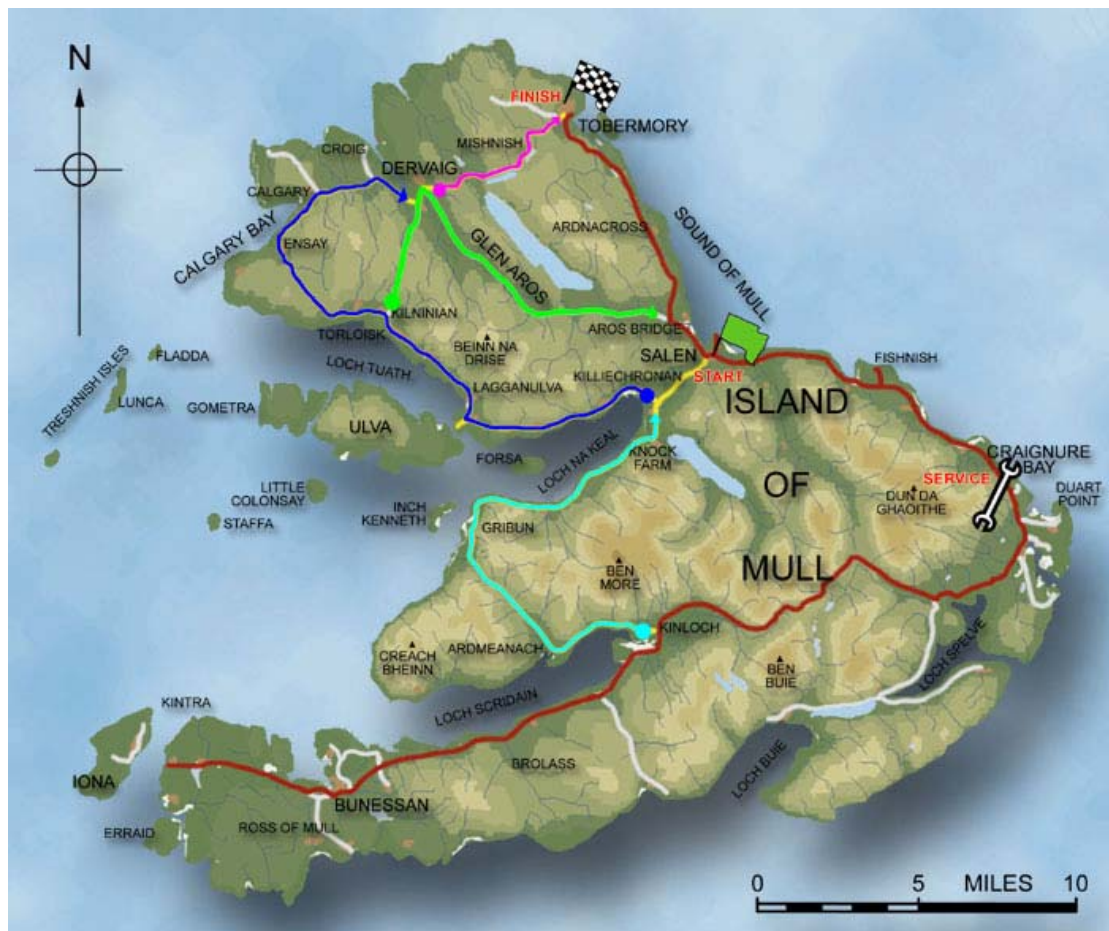 N
FINISH
TOBERMORY
MISHNISH
CROIG
DERVAIG
CALGARY
CALGARY BAY
ENSAY
ARDNACROSS
SOUND OF MULL
GLEN AROS
KILNINIAN
TORLOISK
AROS BRIDGE
BEINN NA
DRISE
SALEN
START
FISHNISH
TRESHNISH ISLES
FLADDA
LUNCA
LOCH TUATH
LAGGANULVA
KILLIECHRONAN
GOMETRA
ULVA
ISLAND
OF
MULL
FORSA
LOCH NA KEAL
KNOCK
FARM
CRAIGNURE
BAY
SERVICE
DUART
POINT
DUN DA
GHAOITHE
LITTLE
COLONSAY
STAFFA
INCH
KENNETH
GRIBUN
BEN
MORE
KINLOCH
ARDMEANACH
CREACH
BHEINN
BEN
BUIE
LOCH SPELVE
LOCH SCRIDAIN
LOCH BUIE
KINTRA
IONA
BROLASS
BUNESSAN
ERRAID
ROSS OF MULL
0 5 MILES 10